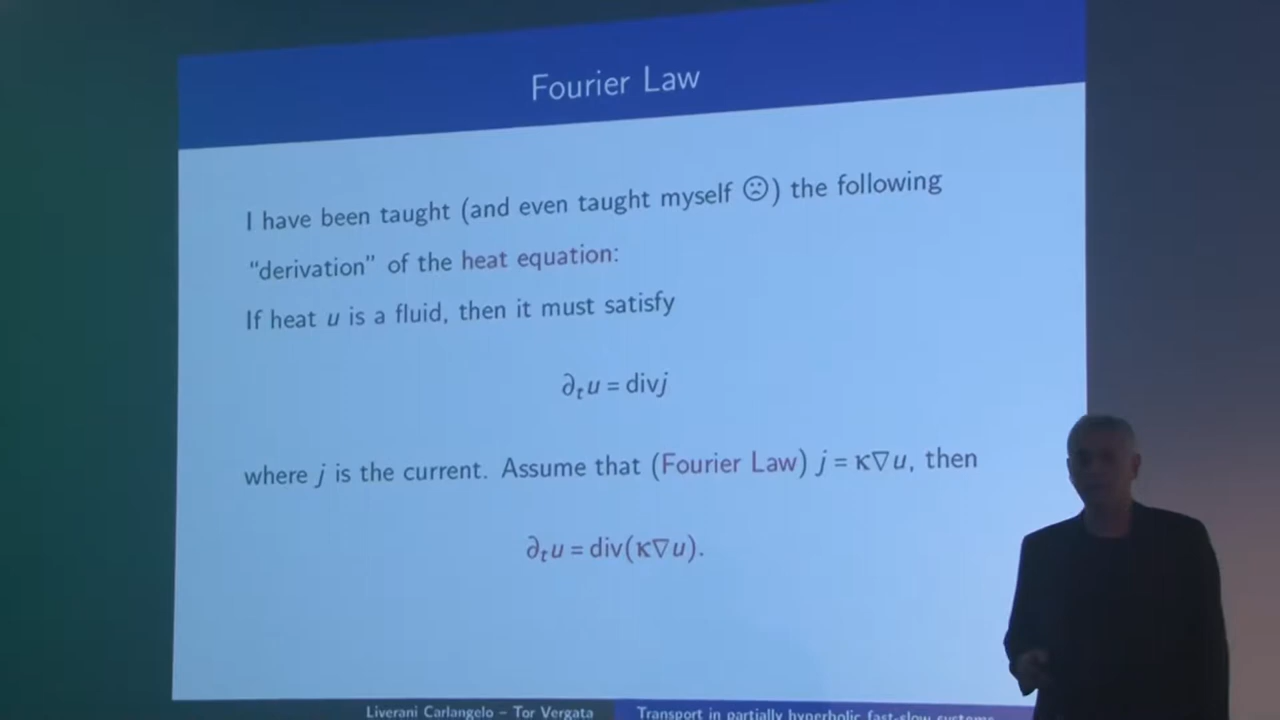 Fourier Law
I have been taught (and even taught myself ☹) the following
“derivation” of the heat equation:
If heat u is a fluid, then it must satisfy
∂ₜu = divj
where j is the current. Assume that (Fourier Law) j = κ∇u, then
∂ₜu = div(κ∇u).
Liverani Carlangelo – Tor Vergata
Transport in partially hyperbolic fast-slow systems